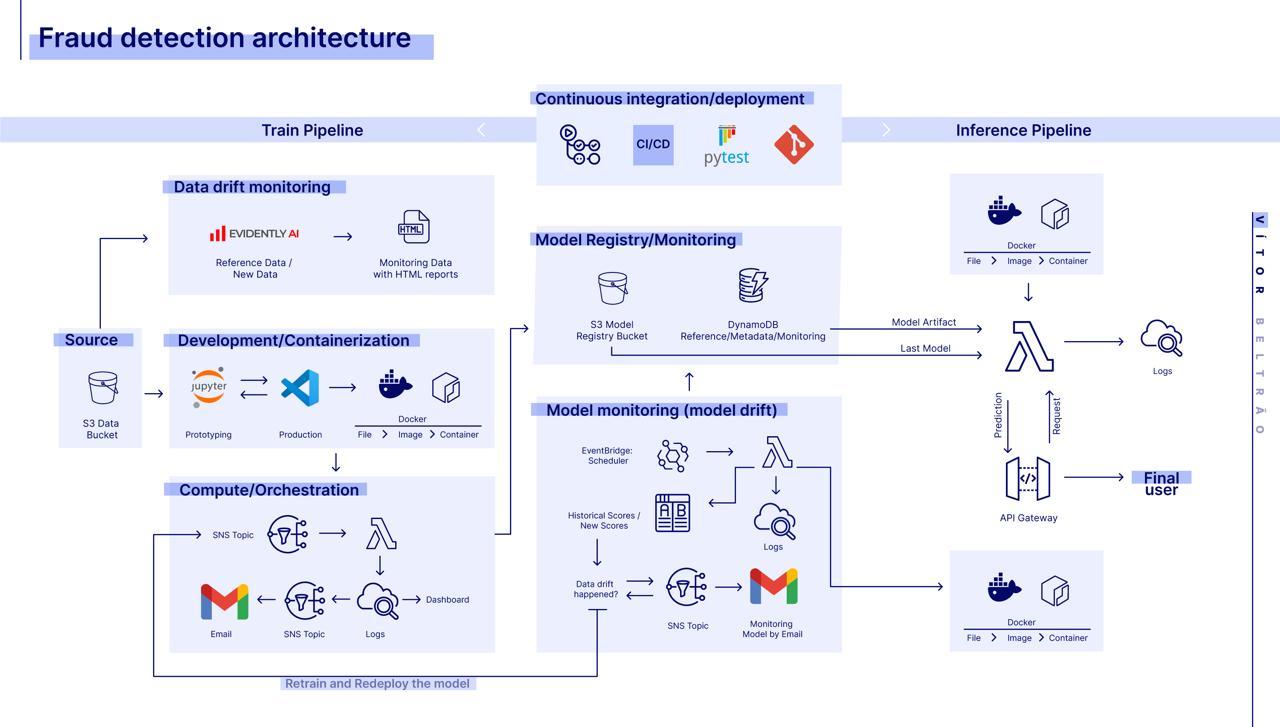 Fraud detection architecture
Train Pipeline
Continuous integration/deployment
CI/CD
pytest
Inference Pipeline
Data drift monitoring
EVIDENTLY AI
HTML
Reference Data /
New Data
Monitoring Data
with HTML reports
Source
S3 Data
Bucket
Development/Containerization
jupyter
Prototyping
Production
Docker
File
Image
Container
Compute/Orchestration
SNS Topic
Email
SNS Topic
Logs
Dashboard
Retrain and Redeploy the model
Model Registry/Monitoring
S3 Model
Registry Bucket
DynamoDB
Reference/Metadata/Monitoring
Model Artifact
Last Model
Model monitoring (model drift)
EventBridge:
Scheduler
Historical Scores /
New Scores
A B
Logs
Data drift
happened?
SNS Topic
Monitoring
Model by Email
Docker
File
Image
Container
Logs
Prediction
Request
</>
API Gateway
Final
user
Docker
File
Image
Container
VÍTOR BELTRÃO